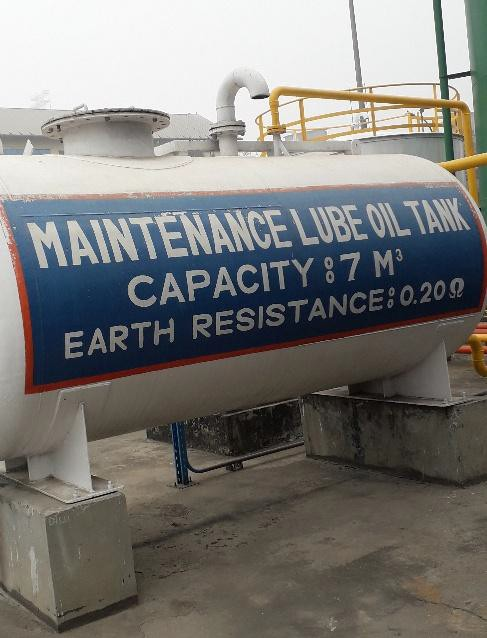 MAINTENANCE LUBE OIL TANK
CAPACITY : 7 M³
EARTH RESISTANCE : 0.20 Ω